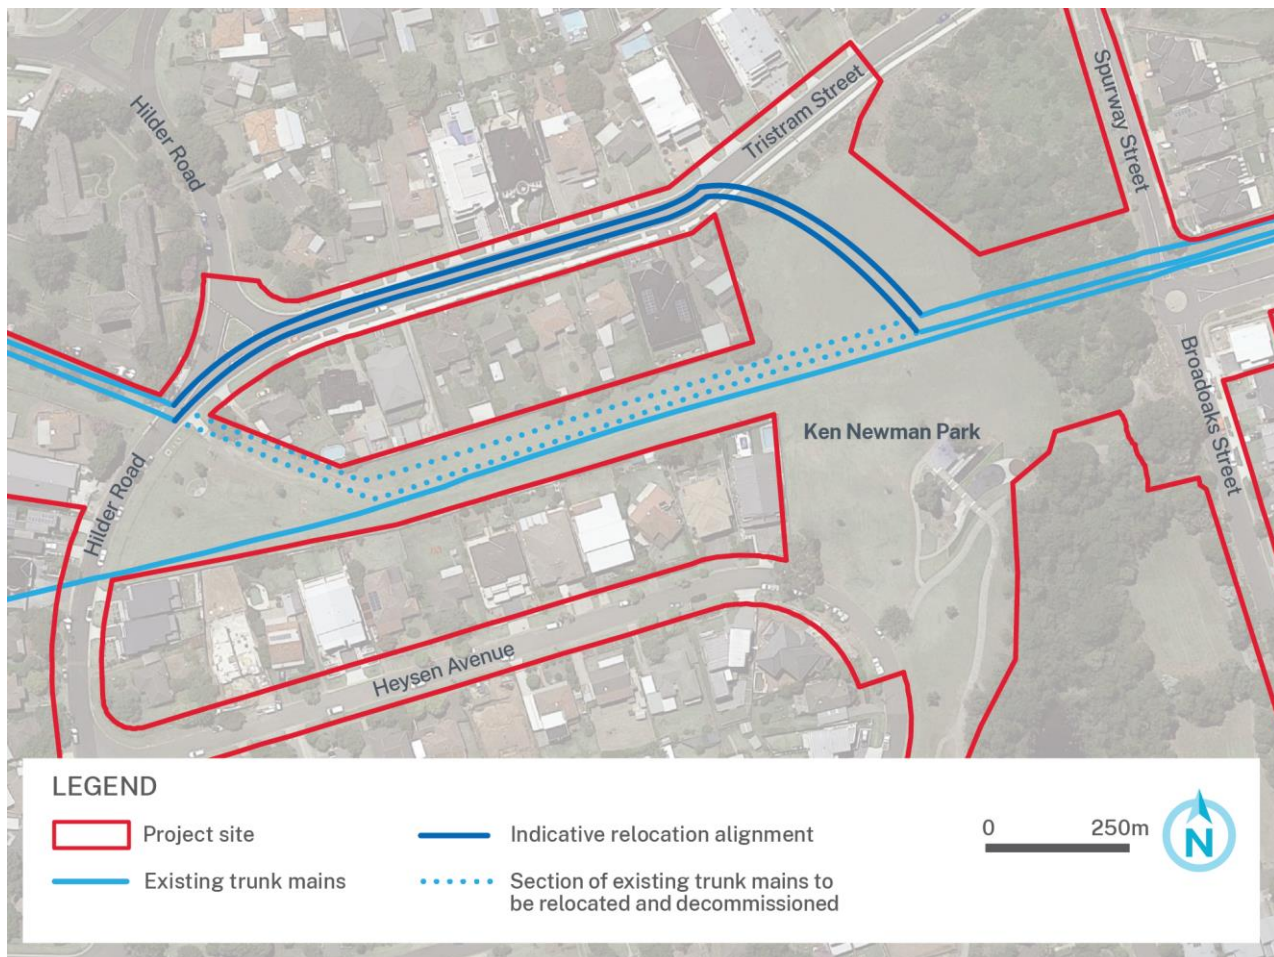 Hilder Road
Tristram Street
Spurway Street
Broadoaks Street
Ken Newman Park
Hilder Road
Heysen Avenue
LEGEND
Project site
Existing trunk mains
Indicative relocation alignment
Section of existing trunk mains to
be relocated and decommissioned
0 250m
N